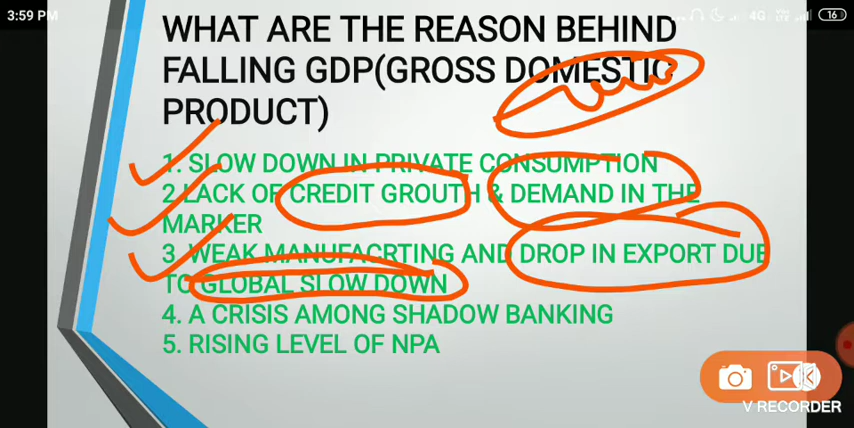 3:59 PM
4G
16
WHAT ARE THE REASON BEHIND
FALLING GDP(GROSS DOMESTIC
PRODUCT)
1. SLOW DOWN IN PRIVATE CONSUMPTION
2.LACK OF CREDIT GROUTH & DEMAND IN THE
MARKER
3. WEAK MANUFACRTING AND DROP IN EXPORT DUE
TO GLOBAL SLOW DOWN
4. A CRISIS AMONG SHADOW BANKING
5. RISING LEVEL OF NPA
V RECORDER